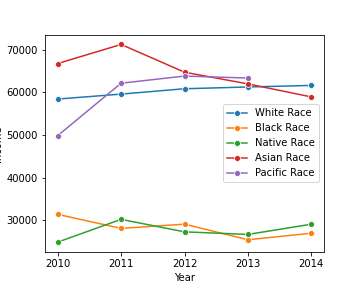 70000
60000
50000
40000
30000
2010
2011
2012
2013
2014
Year
White Race
Black Race
Native Race
Asian Race
Pacific Race